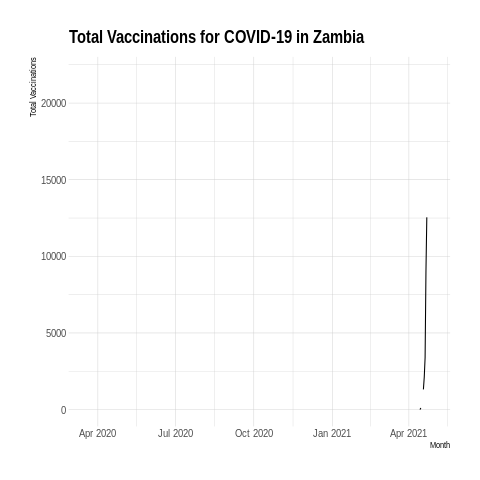 Total Vaccinations for COVID-19 in Zambia
Total Vaccinations
20000
15000
10000
5000
0
Apr 2020 Jul 2020 Oct 2020 Jan 2021 Apr 2021
Month